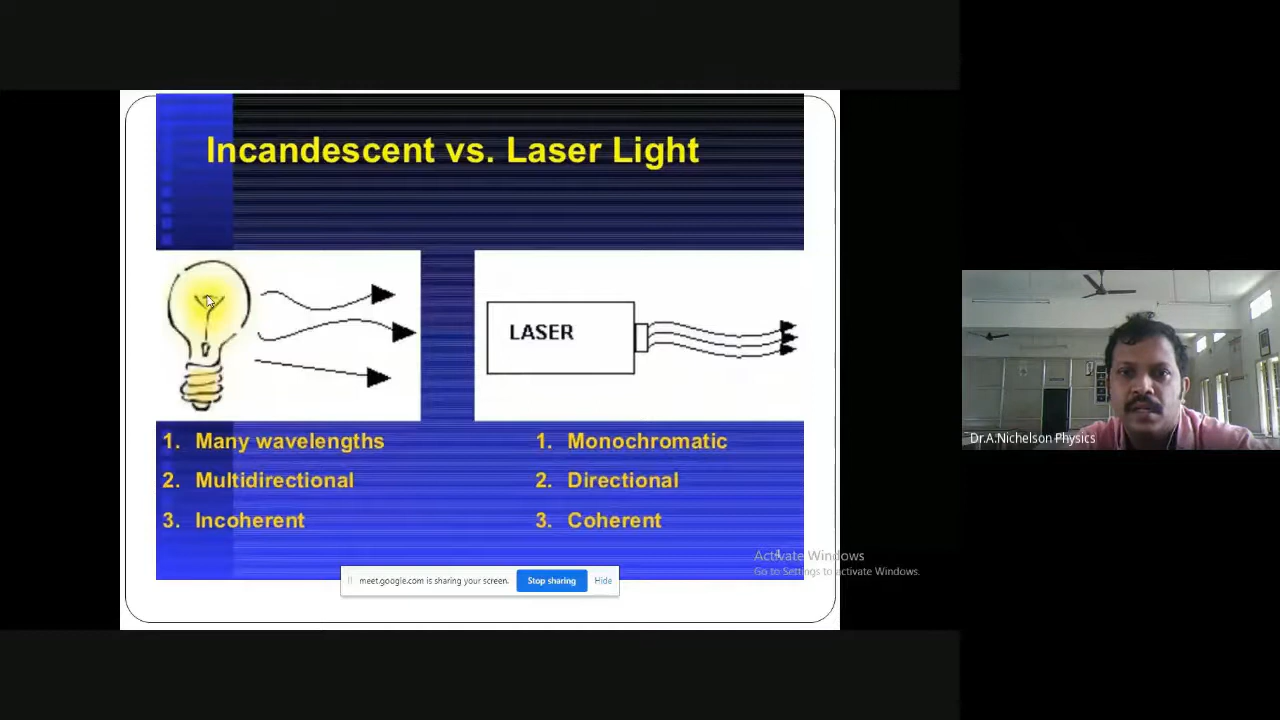 Incandescent vs. Laser Light
LASER
1. Many wavelengths
2. Multidirectional
3. Incoherent
1. Monochromatic
2. Directional
3. Coherent
4
Activate Windows
Go to Settings to activate Windows.
meet.google.com is sharing your screen.
Stop sharing
Hide
Dr.A.Nichelson Physics